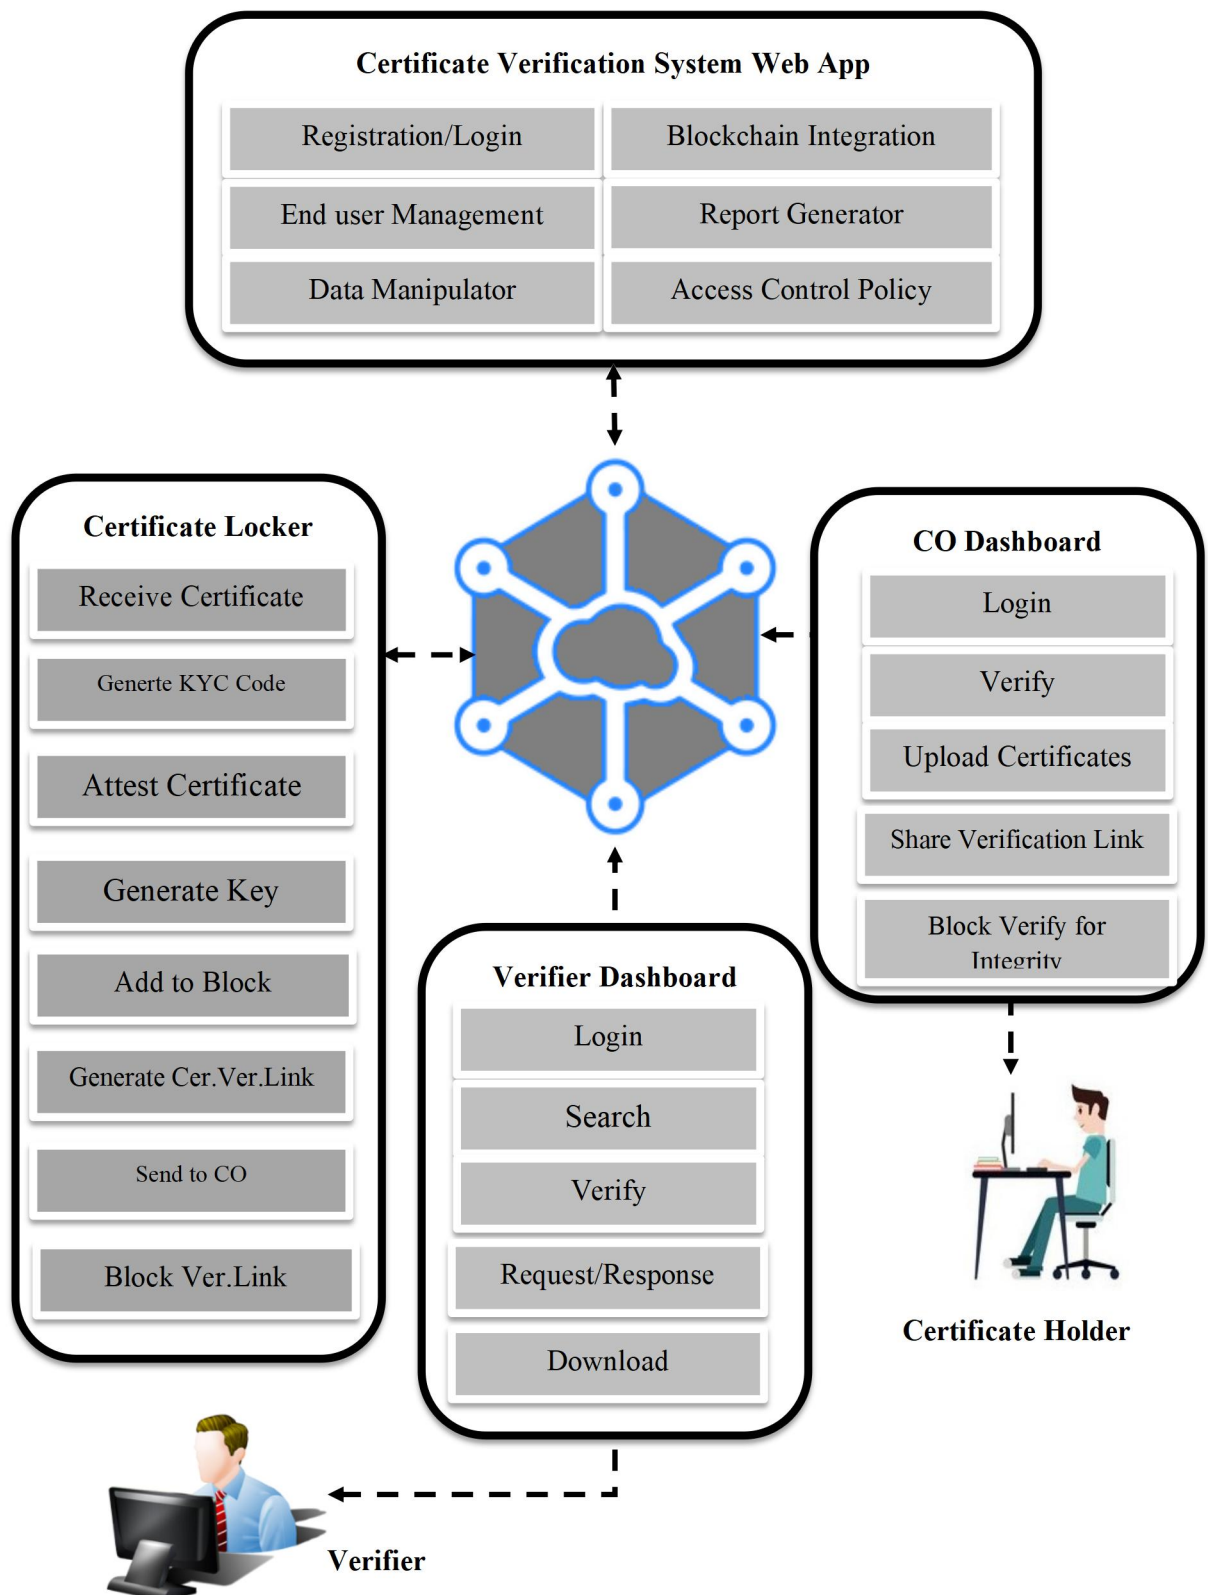 Certificate Verification System Web App
Registration/Login
Blockchain Integration
End user Management
Report Generator
Data Manipulator
Access Control Policy
Certificate Locker
Receive Certificate
Generte KYC Code
Attest Certificate
Generate Key
Add to Block
Generate Cer.Ver.Link
Send to CO
Block Ver.Link
CO Dashboard
Login
Verify
Upload Certificates
Share Verification Link
Block Verify for
Integrity
Verifier Dashboard
Login
Search
Verify
Request/Response
Download
Certificate Holder
Verifier